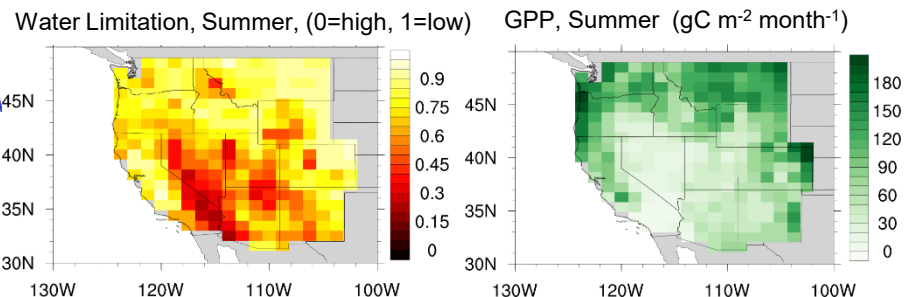 Water Limitation, Summer, (0=high, 1=low)
GPP, Summer (gC m-2 month-1)
45N
40N
35N
30N
130W 120W 110W 100W
0.9
0.75
0.6
0.45
0.3
0.15
0
45N
40N
35N
30N
130W 120W 110W 100W
180
150
120
90
60
30
0